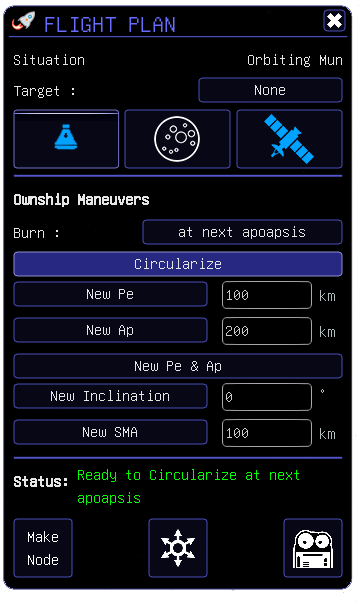 FLIGHT PLAN
Situation Orbiting Mun
Target : None
Ownship Maneuvers
Burn : at next apoapsis
Circularize
New Pe 100 km
New Ap 200 km
New Pe & Ap
New Inclination 0 °
New SMA 100 km
Status: Ready to Circularize at next
apoapsis
Make
Node